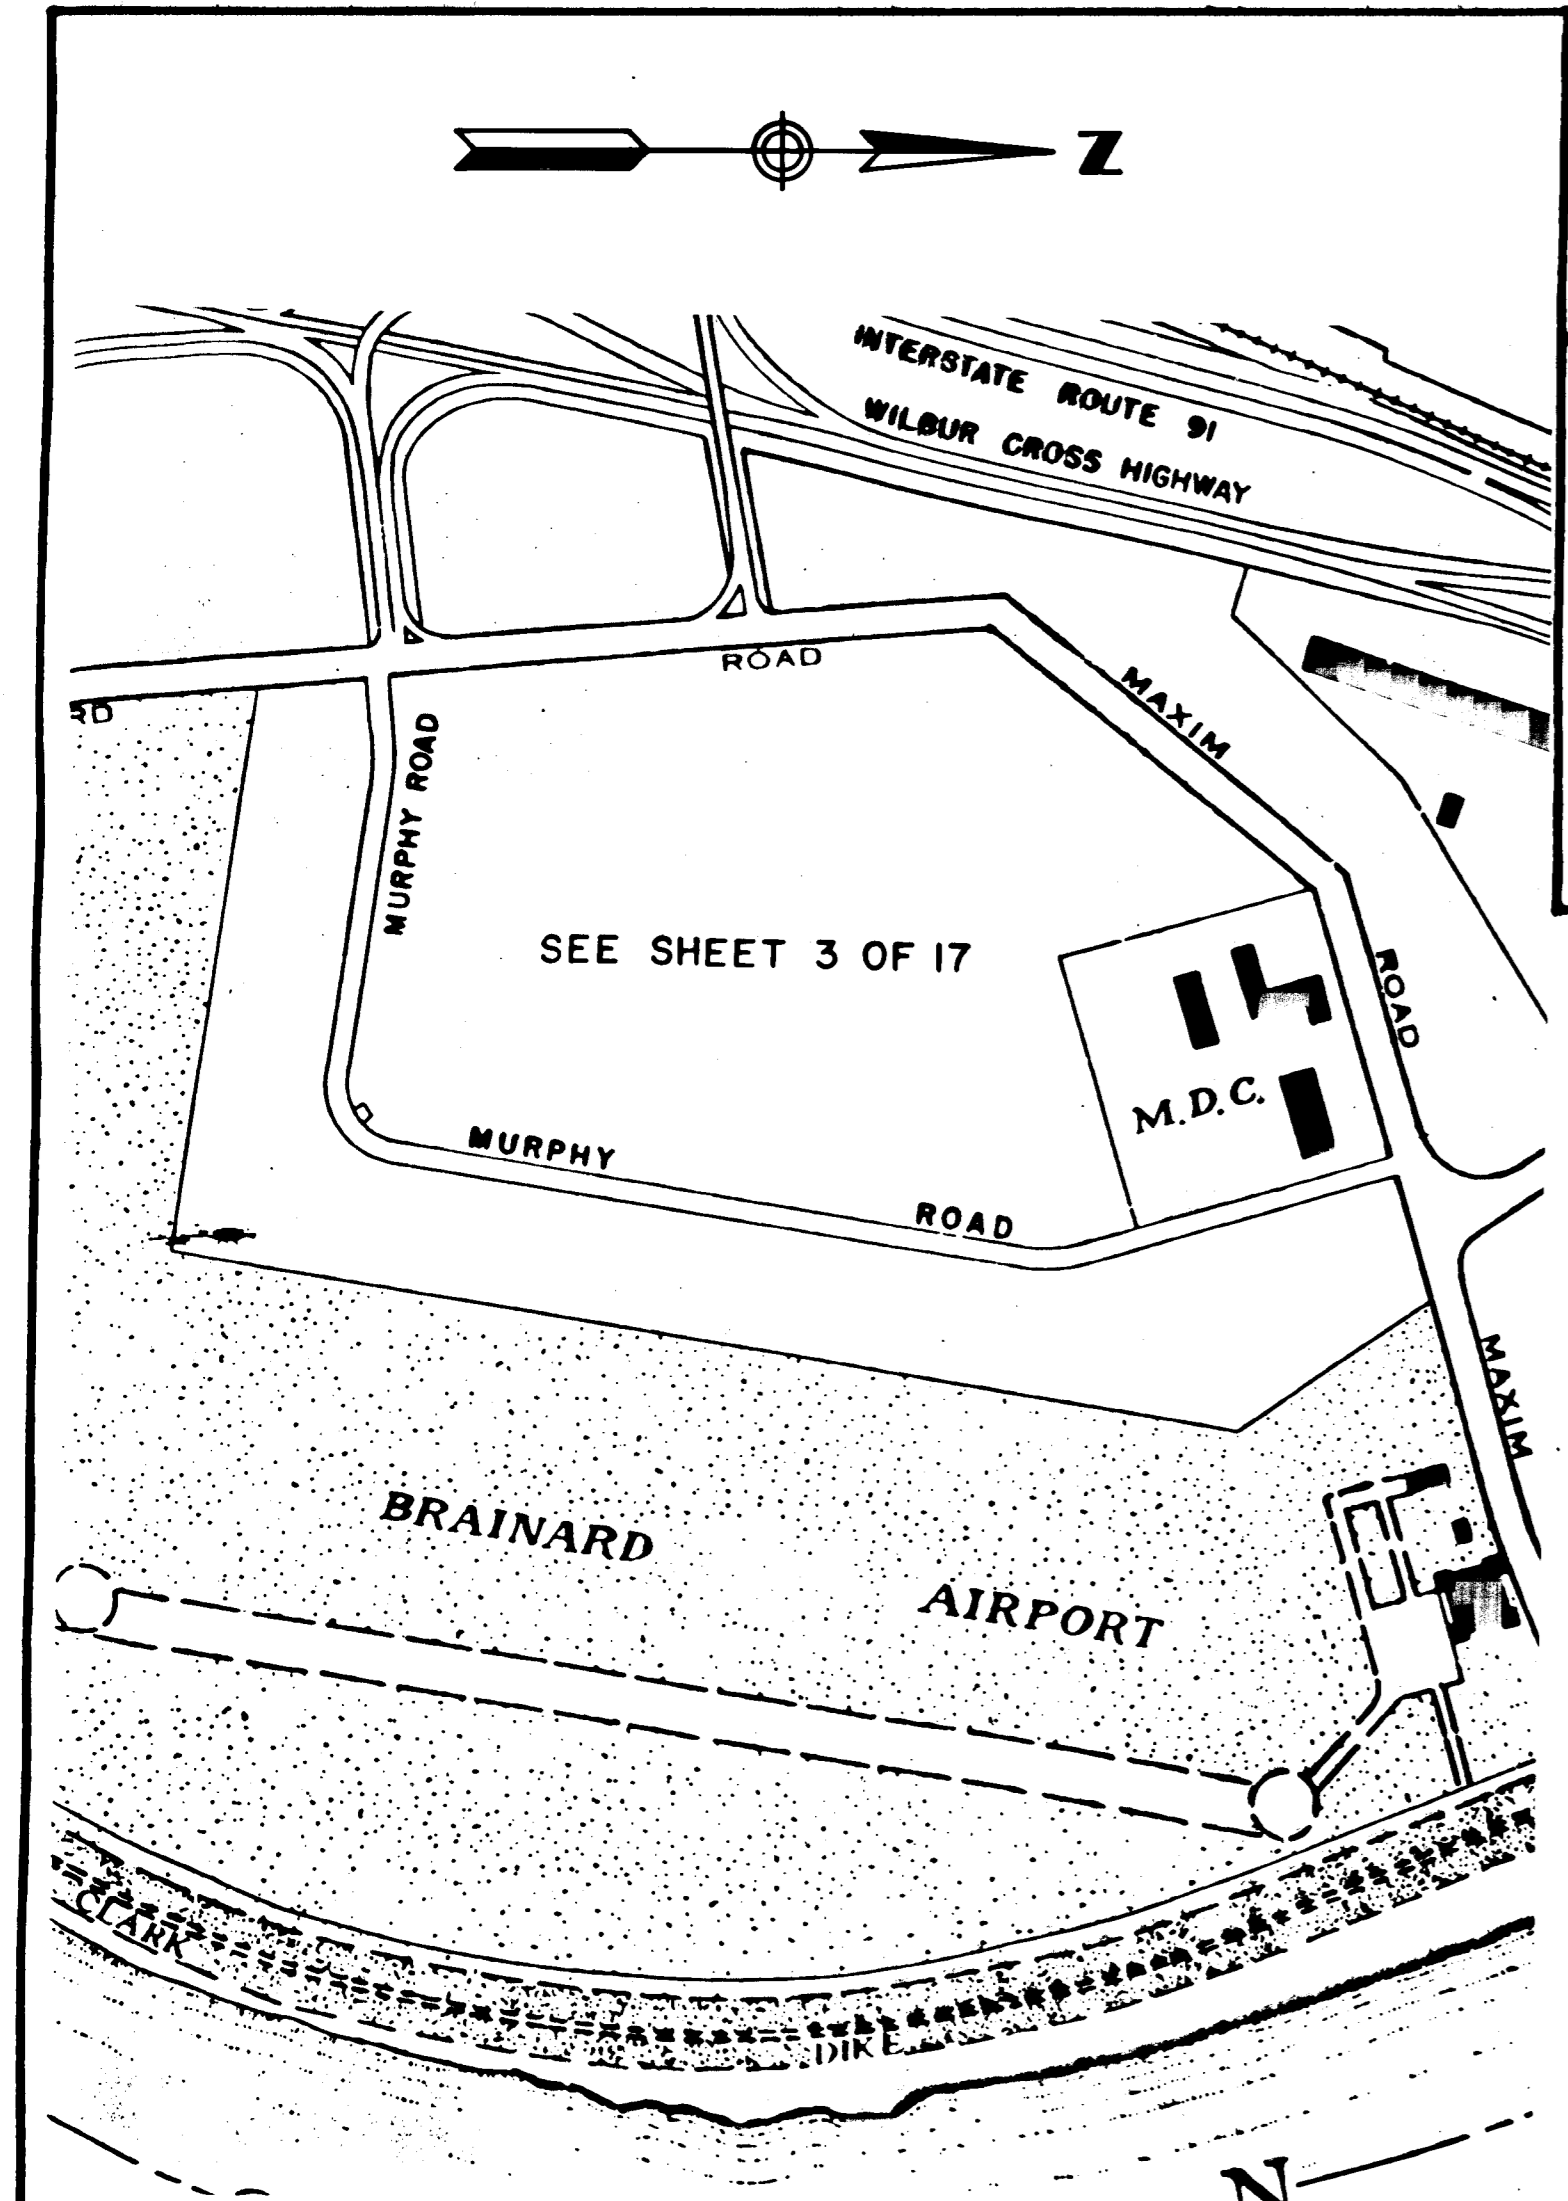 N
INTERSTATE ROUTE 91
WILBUR CROSS HIGHWAY
ROAD
RD
MAXIM
ROAD
MURPHY ROAD
SEE SHEET 3 OF 17
M.D.C.
MURPHY
ROAD
MAXIM
BRAINARD
AIRPORT
CLARK
DIKE
N